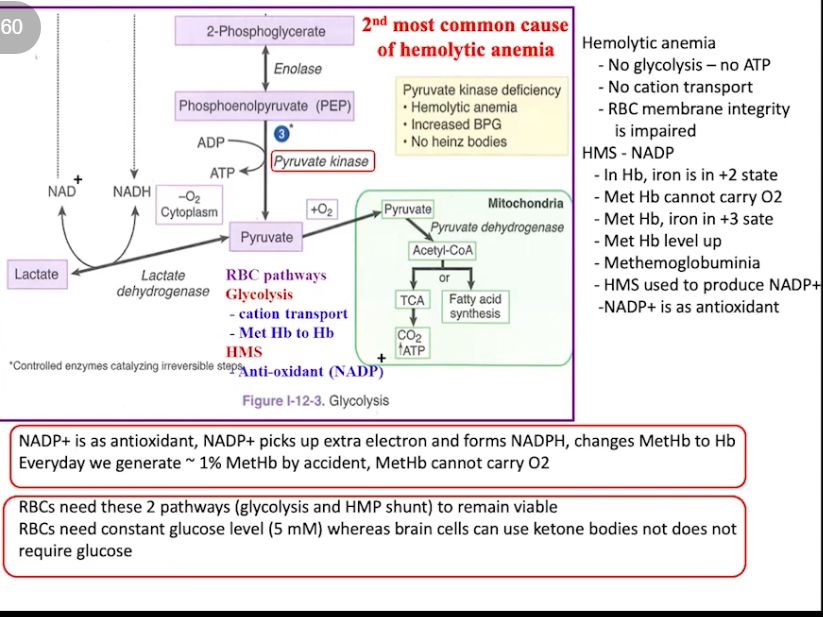 60
2-Phosphoglycerate
2nd most common cause
of hemolytic anemia
Enolase
Phosphoenolpyruvate (PEP)
Pyruvate kinase deficiency
• Hemolytic anemia
• Increased BPG
• No heinz bodies
3*
ADP
ATP
Pyruvate kinase
NAD+
NADH
–O2
Cytoplasm
+O2
Pyruvate
Pyruvate
Mitochondria
Pyruvate dehydrogenase
Acetyl-CoA
or
TCA
Fatty acid
synthesis
CO2
↑ATP
Lactate
Lactate
dehydrogenase
RBC pathways
Glycolysis
- cation transport
- Met Hb to Hb
HMS
- Anti-oxidant (NADP+)
*Controlled enzymes catalyzing irreversible steps
Figure I-12-3. Glycolysis
Hemolytic anemia
- No glycolysis – no ATP
- No cation transport
- RBC membrane integrity
is impaired
HMS - NADP
- In Hb, iron is in +2 state
- Met Hb cannot carry O2
- Met Hb, iron in +3 sate
- Met Hb level up
- Methemoglobuminia
- HMS used to produce NADP+
-NADP+ is as antioxidant
NADP+ is as antioxidant, NADP+ picks up extra electron and forms NADPH, changes MetHb to Hb
Everyday we generate ~ 1% MetHb by accident, MetHb cannot carry O2
RBCs need these 2 pathways (glycolysis and HMP shunt) to remain viable
RBCs need constant glucose level (5 mM) whereas brain cells can use ketone bodies not does not
require glucose